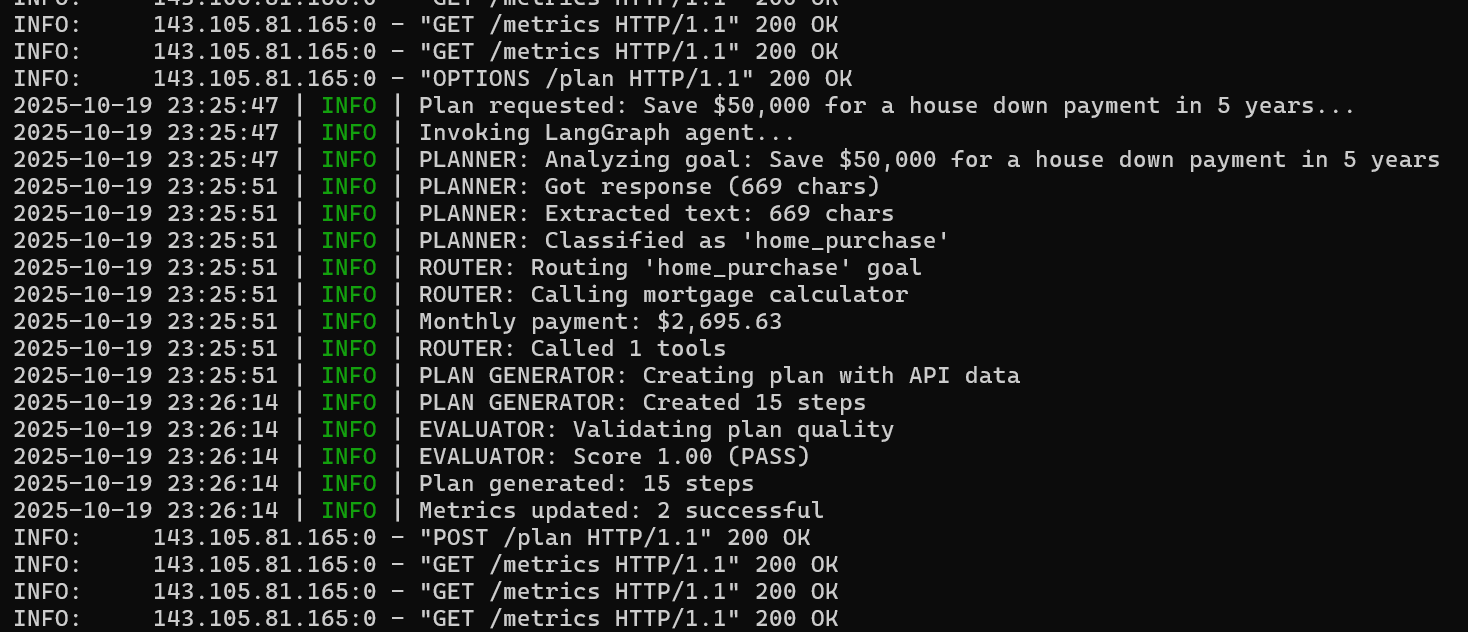 INFO:     143.105.81.165:0 - "GET /metrics HTTP/1.1" 200 OK
INFO:     143.105.81.165:0 - "GET /metrics HTTP/1.1" 200 OK
INFO:     143.105.81.165:0 - "GET /metrics HTTP/1.1" 200 OK
INFO:     143.105.81.165:0 - "OPTIONS /plan HTTP/1.1" 200 OK
2025-10-19 23:25:47 | INFO | Plan requested: Save $50,000 for a house down payment in 5 years...
2025-10-19 23:25:47 | INFO | Invoking LangGraph agent...
2025-10-19 23:25:47 | INFO | PLANNER: Analyzing goal: Save $50,000 for a house down payment in 5 years
2025-10-19 23:25:51 | INFO | PLANNER: Got response (669 chars)
2025-10-19 23:25:51 | INFO | PLANNER: Extracted text: 669 chars
2025-10-19 23:25:51 | INFO | PLANNER: Classified as 'home_purchase'
2025-10-19 23:25:51 | INFO | ROUTER: Routing 'home_purchase' goal
2025-10-19 23:25:51 | INFO | ROUTER: Calling mortgage calculator
2025-10-19 23:25:51 | INFO | Monthly payment: $2,695.63
2025-10-19 23:25:51 | INFO | ROUTER: Called 1 tools
2025-10-19 23:25:51 | INFO | PLAN GENERATOR: Creating plan with API data
2025-10-19 23:26:14 | INFO | PLAN GENERATOR: Created 15 steps
2025-10-19 23:26:14 | INFO | EVALUATOR: Validating plan quality
2025-10-19 23:26:14 | INFO | EVALUATOR: Score 1.00 (PASS)
2025-10-19 23:26:14 | INFO | Plan generated: 15 steps
2025-10-19 23:26:14 | INFO | Metrics updated: 2 successful
INFO:     143.105.81.165:0 - "POST /plan HTTP/1.1" 200 OK
INFO:     143.105.81.165:0 - "GET /metrics HTTP/1.1" 200 OK
INFO:     143.105.81.165:0 - "GET /metrics HTTP/1.1" 200 OK
INFO:     143.105.81.165:0 - "GET /metrics HTTP/1.1" 200 OK